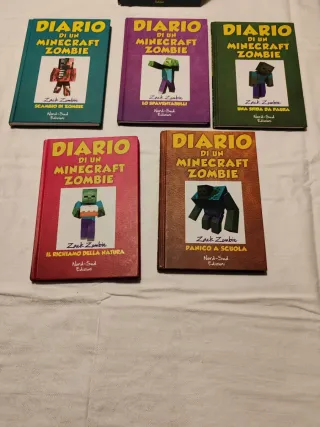 DIARIO
DI UN
MINECRAFT
ZOMBIE
SCAMBIO DI ZOMBIE
Zack Zombie
Nord-Sud
Edizioni
DIARIO
DI UN
MINECRAFT
ZOMBIE
Zack Zombie
LO SPAVENTABULLI
Nord-Sud
Edizioni
DIARIO
DI UN
MINECRAFT
ZOMBIE
Zack Zombie
UNA SFIDA DA PAURA
Nord-Sud
Edizioni
DIARIO
DI UN
MINECRAFT
ZOMBIE
Zack Zombie
IL RICHIAMO DELLA NATURA
Nord-Sud
Edizioni
DIARIO
DI UN
MINECRAFT
ZOMBIE
Zack Zombie
PANICO A SCUOLA
Nord-Sud
Edizioni